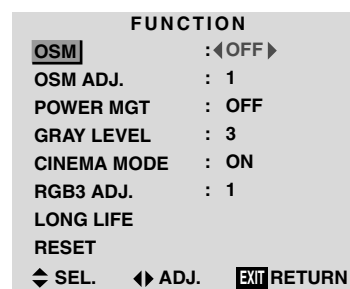 FUNCTION
OSM : ◀OFF▶
OSM ADJ. : 1
POWER MGT : OFF
GRAY LEVEL : 3
CINEMA MODE : ON
RGB3 ADJ. : 1
LONG LIFE
RESET
SEL. ADJ. EXIT RETURN